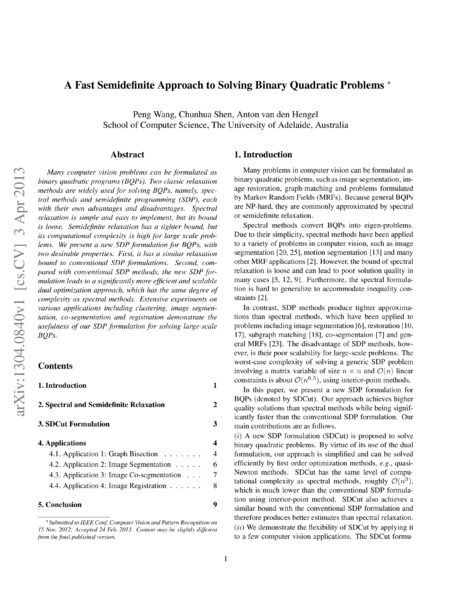 arXiv:1304.0840v1 [cs.CV] 3 Apr 2013
A Fast Semidefinite Approach to Solving Binary Quadratic Problems *
Peng Wang, Chunhua Shen, Anton van den Hengel
School of Computer Science, The University of Adelaide, Australia
Abstract
Many computer vision problems can be formulated as
binary quadratic programs (BQPs). Two classic relaxation
methods are widely used for solving BQPs, namely, spec-
tral methods and semidefinite programming (SDP), each
with their own advantages and disadvantages. Spectral
relaxation is simple and easy to implement, but its bound
is loose. Semidefinite relaxation has a tighter bound, but
its computational complexity is high for large scale prob-
lems. We present a new SDP formulation for BQPs, with
two desirable properties. First, it has a similar relaxation
bound to conventional SDP formulations. Second, com-
pared with conventional SDP methods, the new SDP for-
mulation leads to a significantly more efficient and scalable
dual optimization approach, which has the same degree of
complexity as spectral methods. Extensive experiments on
various applications including clustering, image segmen-
tation, co-segmentation and registration demonstrate the
usefulness of our SDP formulation for solving large-scale
BQPs.
Contents
1. Introduction 1
2. Spectral and Semidefinite Relaxation 2
3. SDCut Formulation 3
4. Applications 4
4.1. Application 1: Graph Bisection . . . . . . . 4
4.2. Application 2: Image Segmentation . . . . . 6
4.3. Application 3: Image Co-segmentation . . . 7
4.4. Application 4: Image Registration . . . . . . 8
5. Conclusion 9
*Submitted to IEEE Conf. Computer Vision and Pattern Recognition on
15 Nov. 2012; Accepted 24 Feb. 2013. Content may be slightly different
from the final published version.
1. Introduction
Many problems in computer vision can be formulated as
binary quadratic problems, such as image segmentation, im-
age restoration, graph-matching and problems formulated
by Markov Random Fields (MRFs). Because general BQPs
are NP-hard, they are commonly approximated by spectral
or semidefinite relaxation.
Spectral methods convert BQPs into eigen-problems.
Due to their simplicity, spectral methods have been applied
to a variety of problems in computer vision, such as image
segmentation [20, 25], motion segmentation [13] and many
other MRF applications [2]. However, the bound of spectral
relaxation is loose and can lead to poor solution quality in
many cases [5, 12, 9]. Furthermore, the spectral formula-
tion is hard to generalize to accommodate inequality con-
straints [2].
In contrast, SDP methods produce tighter approxima-
tions than spectral methods, which have been applied to
problems including image segmentation [6], restoration [10,
17], subgraph matching [18], co-segmentaion [7] and gen-
eral MRFs [23]. The disadvantage of SDP methods, how-
ever, is their poor scalability for large-scale problems. The
worst-case complexity of solving a generic SDP problem
involving a matrix variable of size n × n and O(n) linear
constraints is about O(n^6.5), using interior-point methods.
In this paper, we present a new SDP formulation for
BQPs (denoted by SDCut). Our approach achieves higher
quality solutions than spectral methods while being signif-
icantly faster than the conventional SDP formulation. Our
main contributions are as follows.
(i) A new SDP formulation (SDCut) is proposed to solve
binary quadratic problems. By virtue of its use of the dual
formulation, our approach is simplified and can be solved
efficiently by first order optimization methods, e.g., quasi-
Newton methods. SDCut has the same level of compu-
tational complexity as spectral methods, roughly O(n^3),
which is much lower than the conventional SDP formula-
tion using interior-point method. SDCut also achieves a
similar bound with the conventional SDP formulation and
therefore produces better estimates than spectral relaxation.
(ii) We demonstrate the flexibility of SDCut by applying it
to a few computer vision applications. The SDCut formu-
1